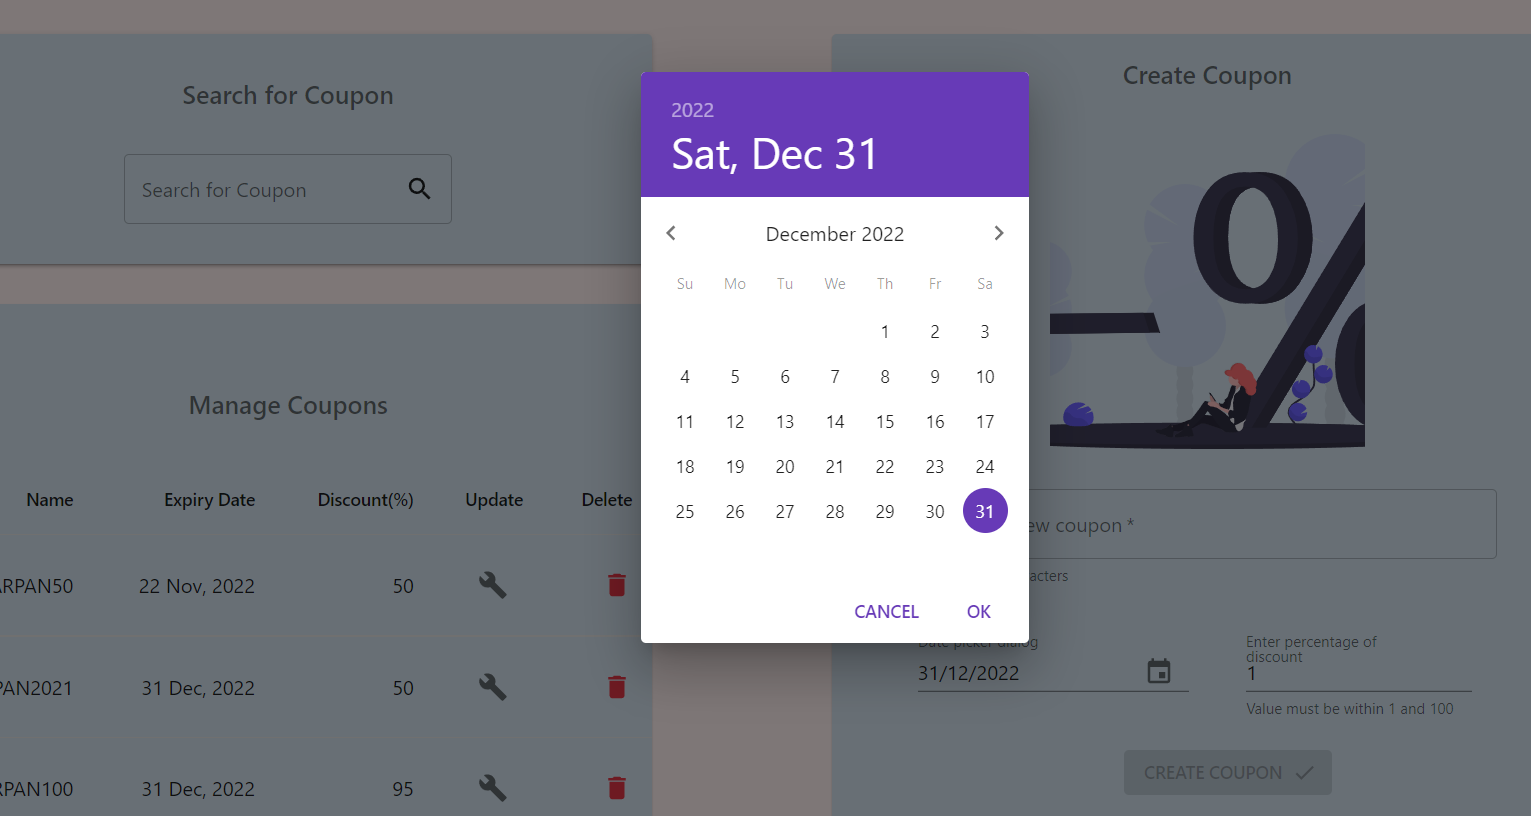 Search for Coupon
Search for Coupon
Manage Coupons
Name Expiry Date Discount(%) Update Delete
ARPAN50 22 Nov, 2022 50
PAN2021 31 Dec, 2022 50
RPAN100 31 Dec, 2022 95
2022
Sat, Dec 31
December 2022
Su Mo Tu We Th Fr Sa
1 2 3
4 5 6 7 8 9 10
11 12 13 14 15 16 17
18 19 20 21 22 23 24
25 26 27 28 29 30 31
CANCEL OK
Create Coupon
%
ew coupon *
acters
Date picker dialog
31/12/2022
Enter percentage of
discount
1
Value must be within 1 and 100
CREATE COUPON